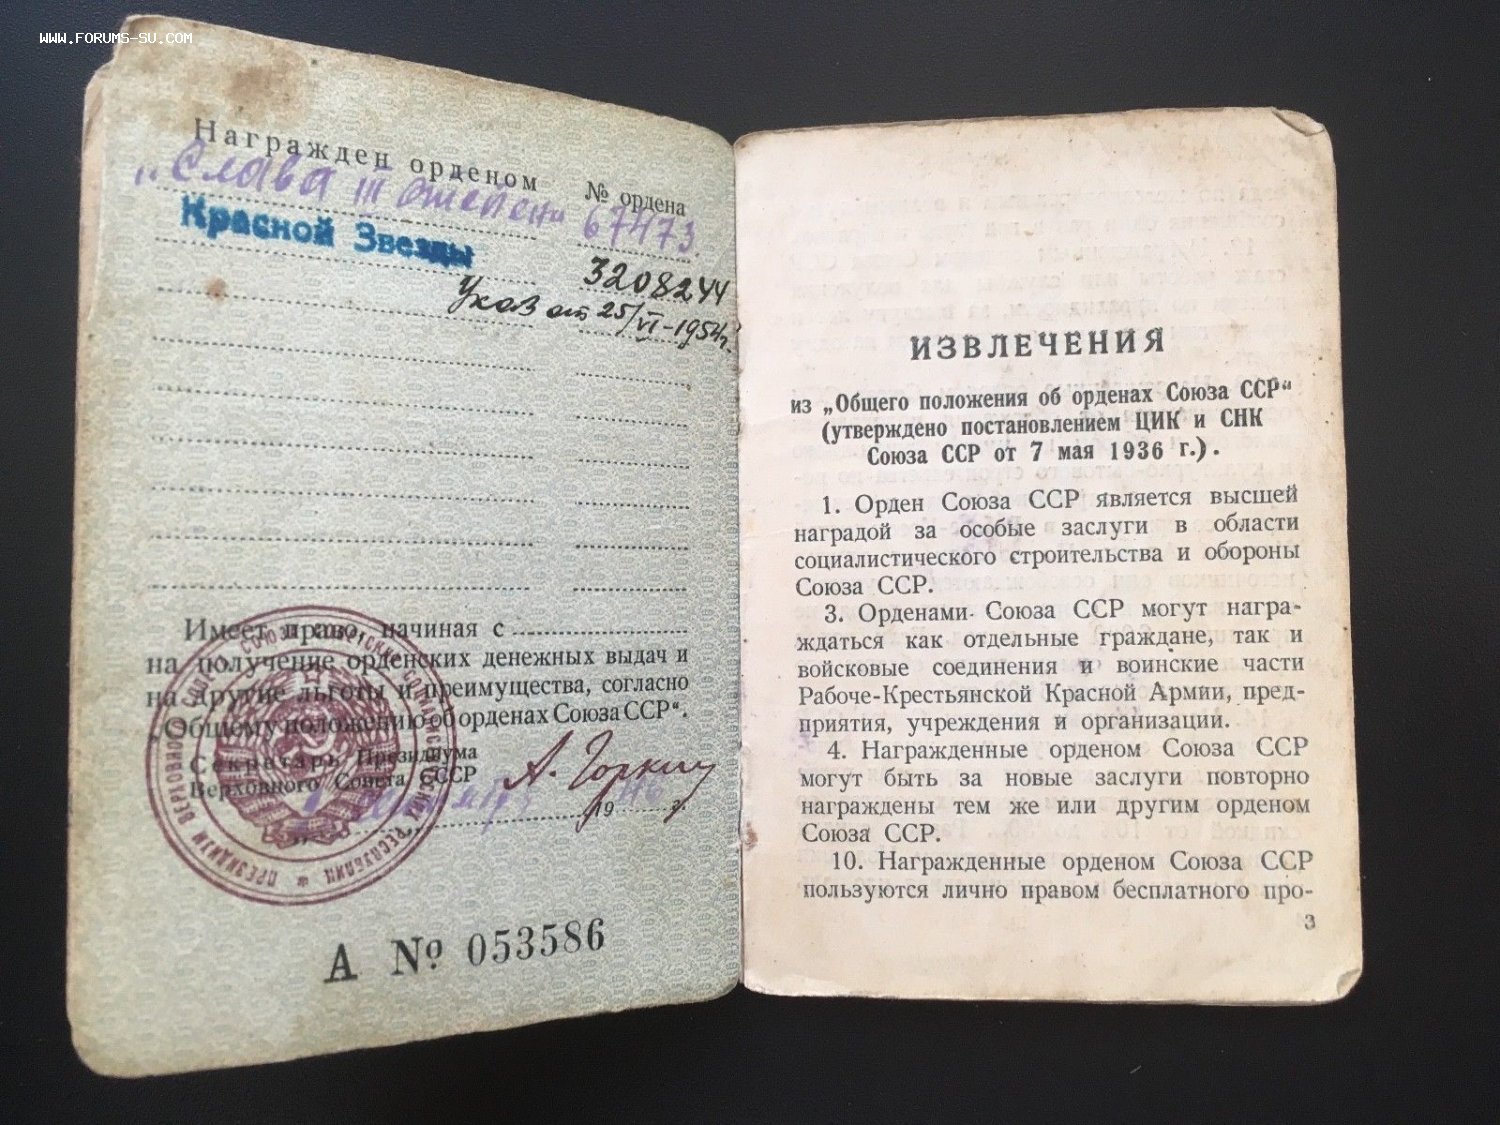 www.FORUMS-SU.COM
Награжден орденом № ордена
„Слава III степени 67473
Красной Звезды 3208244
Указ от 25/VI-1954г.
Имеет право, начиная с
на получение орденских денежных выдач и
на другие льготы и преимущества, согласно
„Общему положению об орденах Союза ССР“.
Секретарь Президиума
Верховного Совета СССР
А. Горкин
19 46 г.
А № 053586
ИЗВЛЕЧЕНИЯ
из „Общего положения об орденах Союза ССР“
(утверждено постановлением ЦИК и СНК
Союза ССР от 7 мая 1936 г.).
1. Орден Союза ССР является высшей
наградой за особые заслуги в области
социалистического строительства и обороны
Союза ССР.
3. Орденами Союза ССР могут награ-
ждаться как отдельные граждане, так и
войсковые соединения и воинские части
Рабоче-Крестьянской Красной Армии, пред-
приятия, учреждения и организации.
4. Награжденные орденом Союза ССР
могут быть за новые заслуги повторно
награждены тем же или другим орденом
Союза ССР.
10. Награжденные орденом Союза ССР
пользуются лично правом бесплатного про-
3